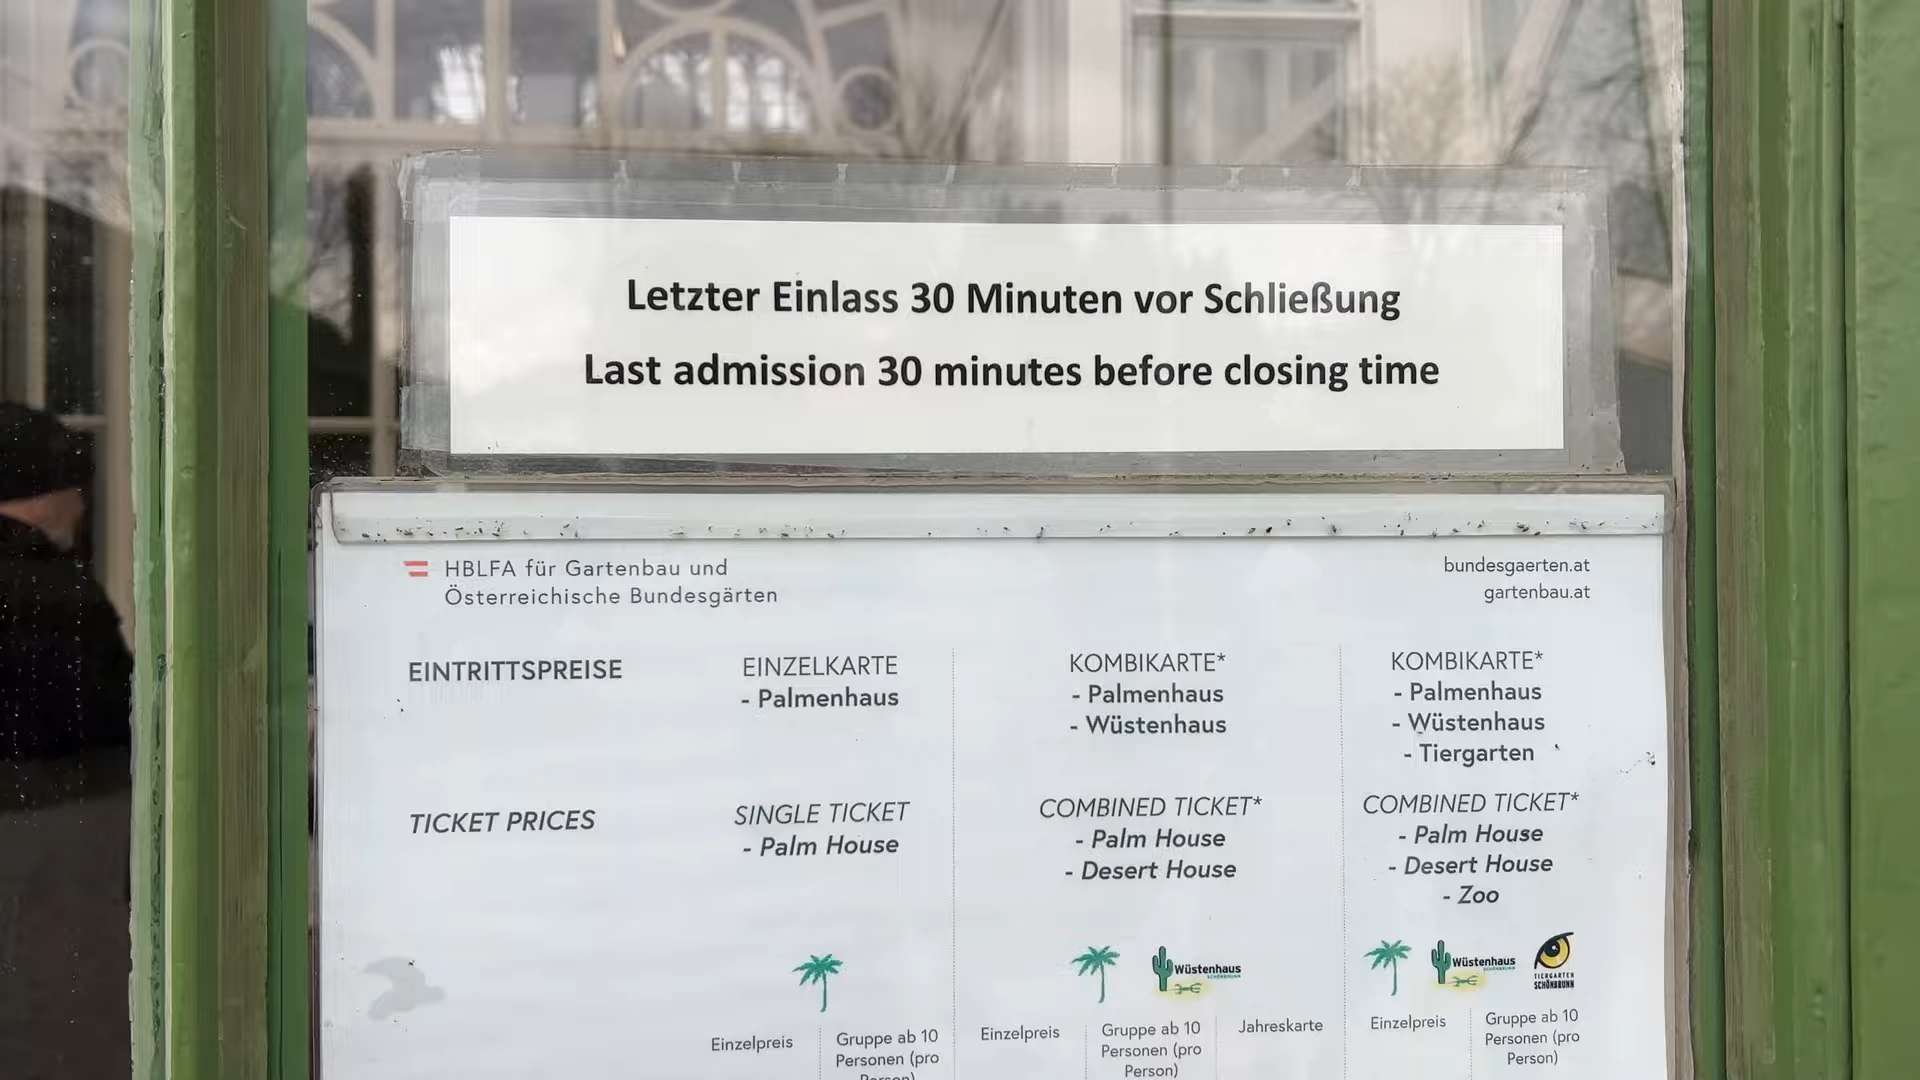 Letzter Einlass 30 Minuten vor Schließung
Last admission 30 minutes before closing time
HBLFA für Gartenbau und
Österreichische Bundesgärten
bundesgaerten.at
gartenbau.at
EINTRITTSPREISE
EINZELKARTE
- Palmenhaus
KOMBIKARTE*
- Palmenhaus
- Wüstenhaus
KOMBIKARTE*
- Palmenhaus
- Wüstenhaus
- Tiergarten
TICKET PRICES
SINGLE TICKET
- Palm House
COMBINED TICKET*
- Palm House
- Desert House
COMBINED TICKET*
- Palm House
- Desert House
- Zoo
Wüstenhaus
SCHÖNBRUNN
Wüstenhaus
SCHÖNBRUNN
TIERGARTEN
SCHÖNBRUNN
Einzelpreis
Gruppe ab 10
Personen (pro
Person)
Einzelpreis
Gruppe ab 10
Personen (pro
Person)
Jahreskarte
Einzelpreis
Gruppe ab 10
Personen (pro
Person)